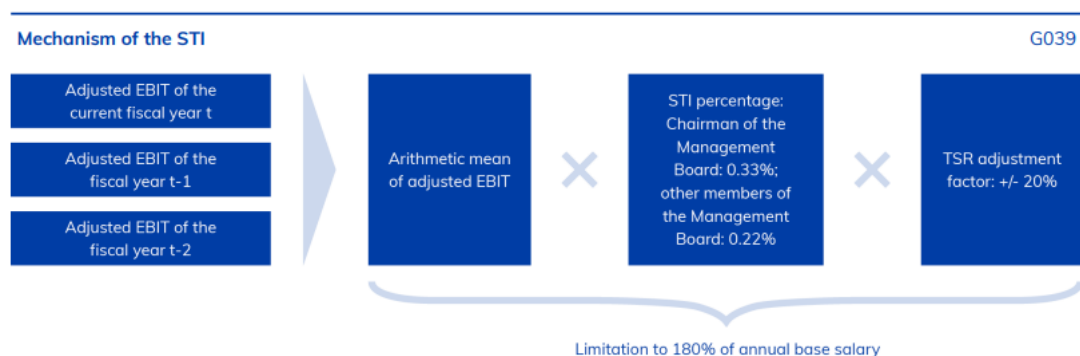 Mechanism of the STI
G039
Adjusted EBIT of the
current fiscal year t
Adjusted EBIT of the
fiscal year t-1
Adjusted EBIT of the
fiscal year t-2
Arithmetic mean
of adjusted EBIT
STI percentage:
Chairman of the
Management
Board: 0.33%;
other members of
the Management
Board: 0.22%
TSR adjustment
factor: +/- 20%
Limitation to 180% of annual base salary